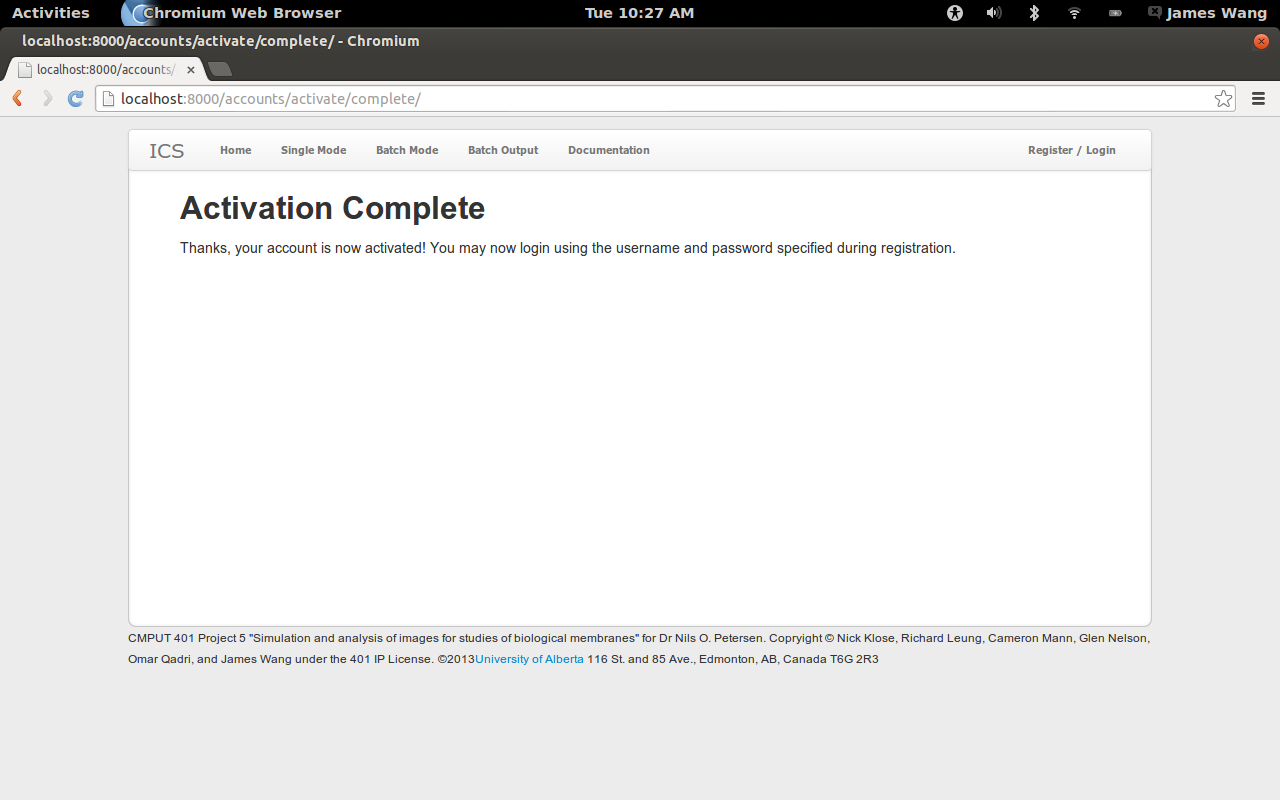 Activities Chromium Web Browser Tue 10:27 AM James Wang
localhost:8000/accounts/activate/complete/ - Chromium
localhost:8000/accounts/
localhost:8000/accounts/activate/complete/
ICS Home Single Mode Batch Mode Batch Output Documentation Register / Login
Activation Complete
Thanks, your account is now activated! You may now login using the username and password specified during registration.
CMPUT 401 Project 5 "Simulation and analysis of images for studies of biological membranes" for Dr Nils O. Petersen. Copryight © Nick Klose, Richard Leung, Cameron Mann, Glen Nelson,
Omar Qadri, and James Wang under the 401 IP License. ©2013University of Alberta 116 St. and 85 Ave., Edmonton, AB, Canada T6G 2R3